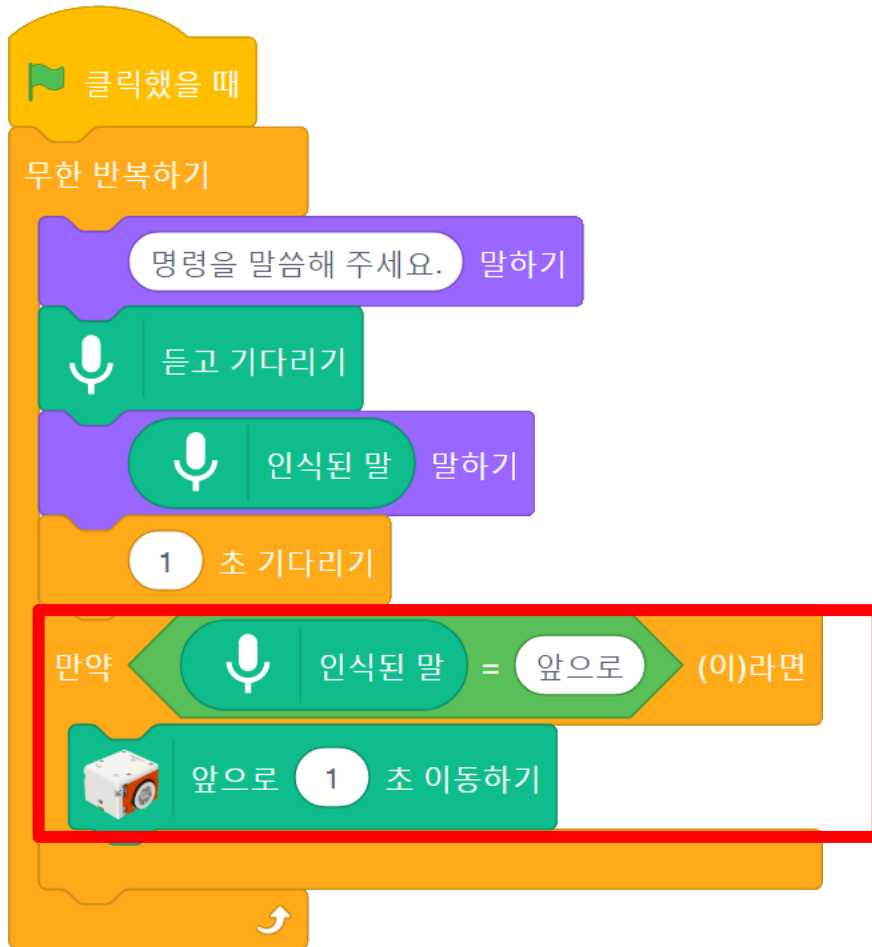 클릭했을 때
무한 반복하기
명령을 말씀해 주세요. 말하기
듣고 기다리기
인식된 말 말하기
1 초 기다리기
만약 인식된 말 = 앞으로 (이)라면
앞으로 1 초 이동하기